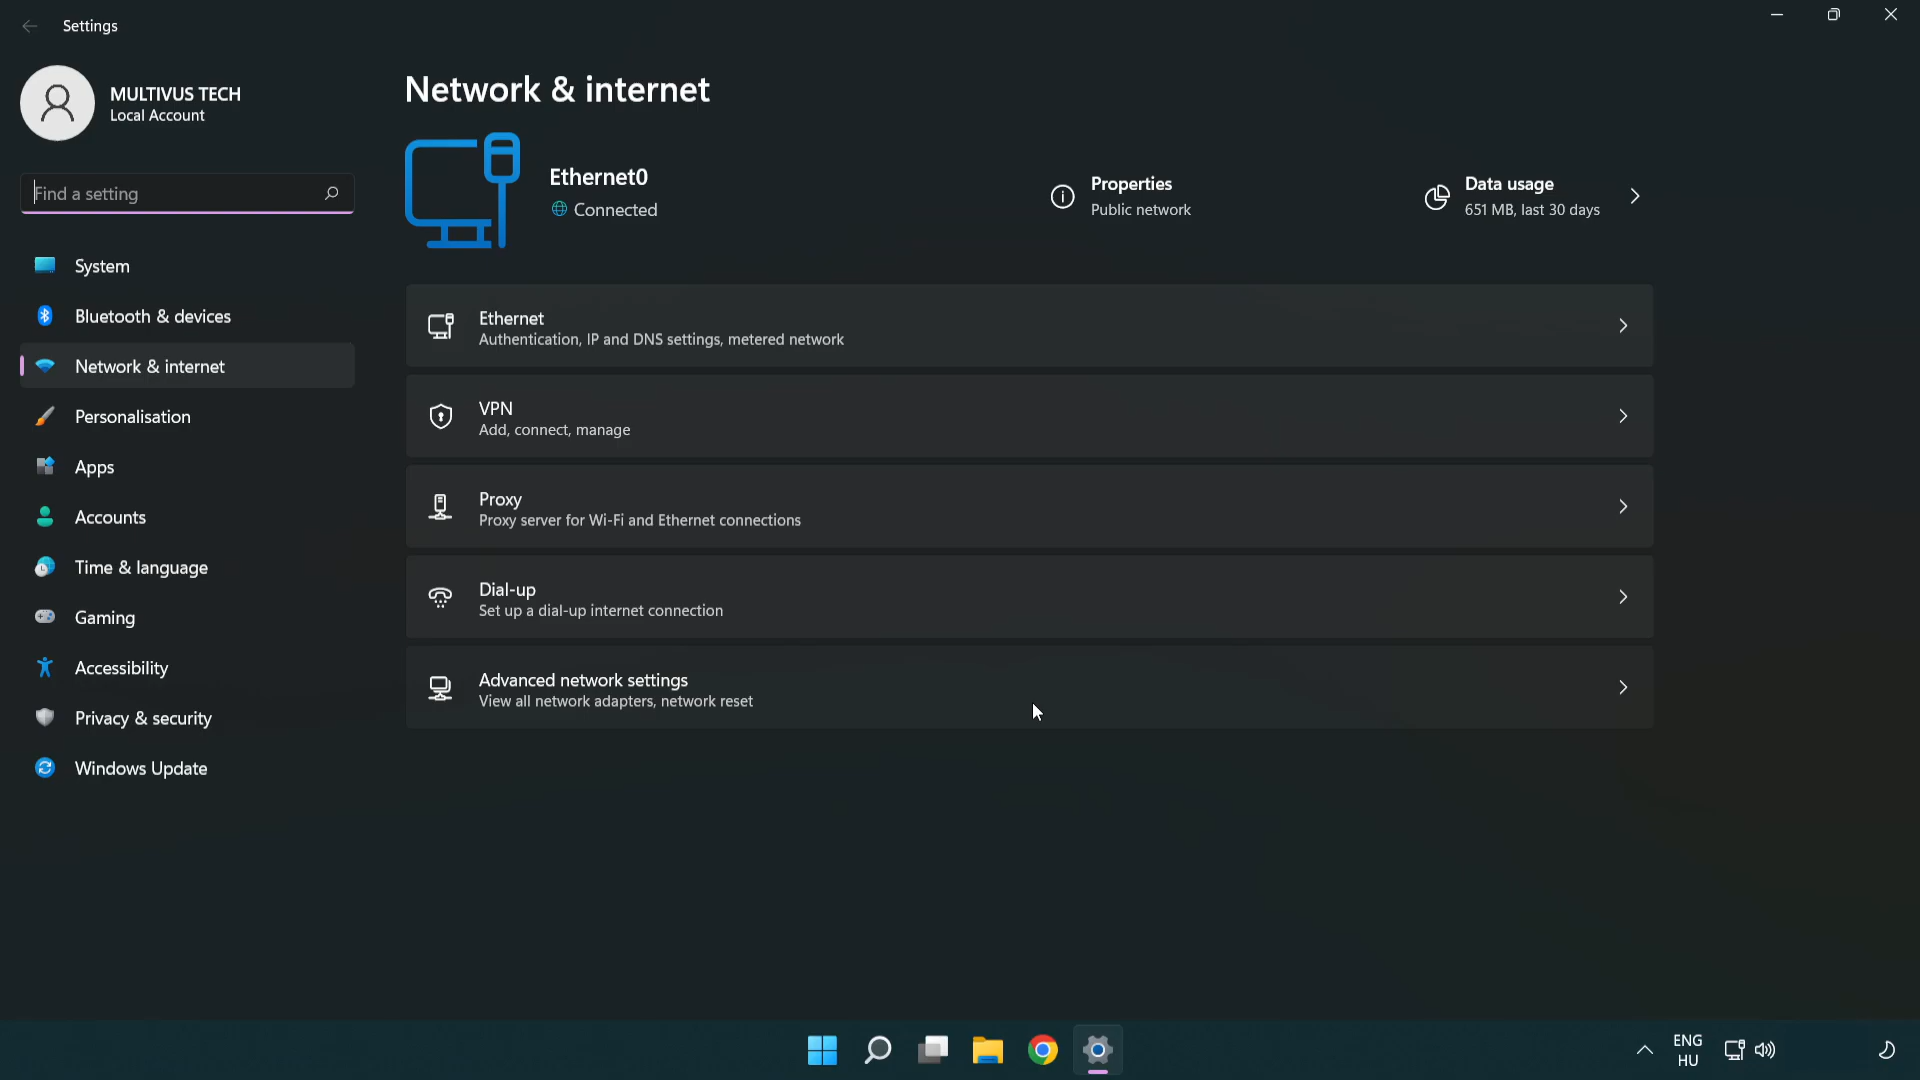 Settings
MULTIVUS TECH
Local Account
Find a setting
System
Bluetooth & devices
Network & internet
Personalisation
Apps
Accounts
Time & language
Gaming
Accessibility
Privacy & security
Windows Update
Network & internet
Ethernet0
Connected
Properties
Public network
Data usage
651 MB, last 30 days
Ethernet
Authentication, IP and DNS settings, metered network
VPN
Add, connect, manage
Proxy
Proxy server for Wi-Fi and Ethernet connections
Dial-up
Set up a dial-up internet connection
Advanced network settings
View all network adapters, network reset
ENG
HU